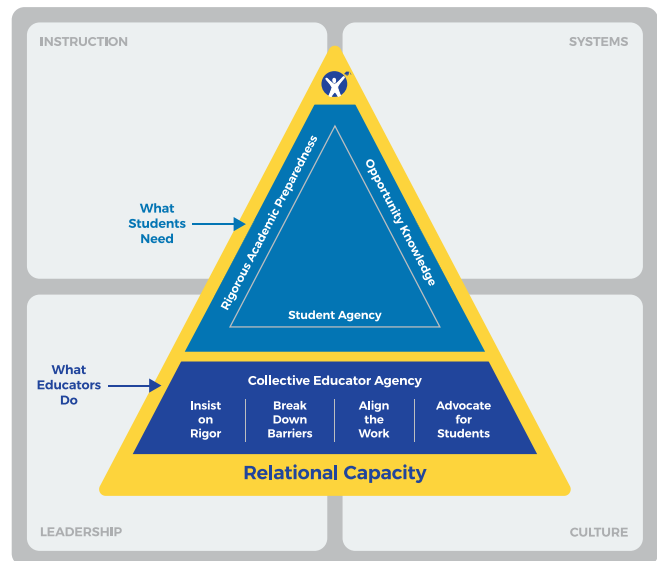 INSTRUCTION
SYSTEMS
Rigorous Academic Preparedness
Opportunity Knowledge
What
Students
Need
Student Agency
What
Educators
Do
Collective Educator Agency
Insist
on
Rigor
Break
Down
Barriers
Align
the
Work
Advocate
for
Students
Relational Capacity
LEADERSHIP
CULTURE